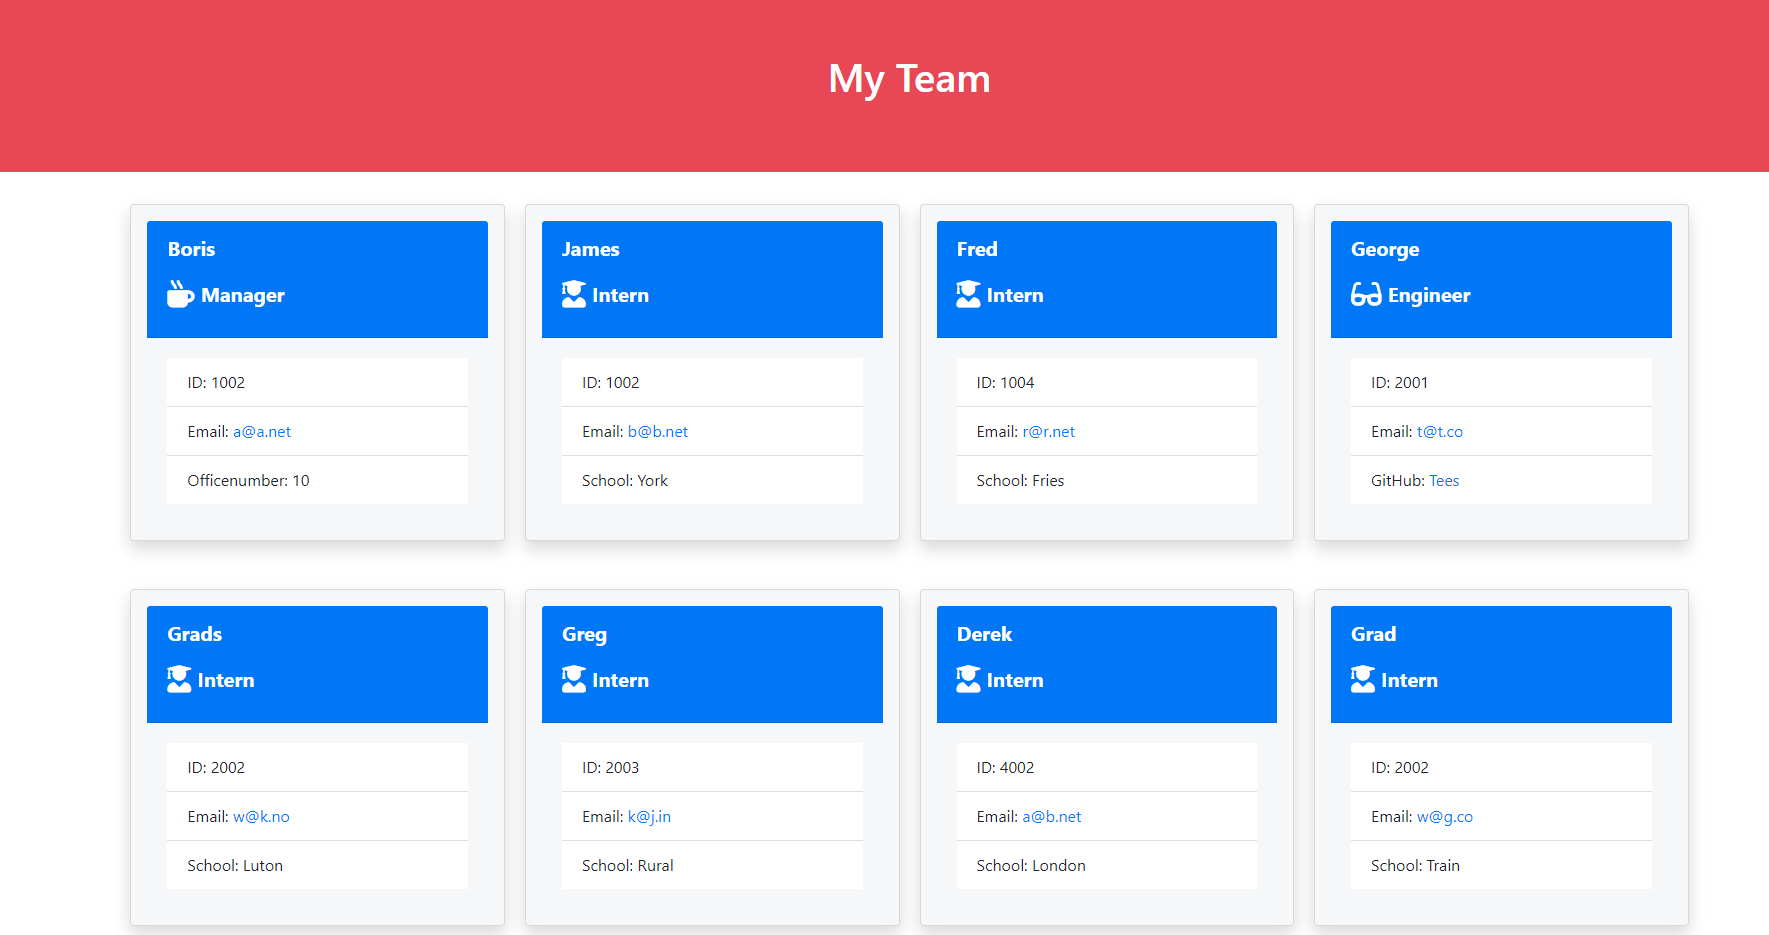 My Team
Boris
Manager
ID: 1002
Email: a@a.net
Officenumber: 10
James
Intern
ID: 1002
Email: b@b.net
School: York
Fred
Intern
ID: 1004
Email: r@r.net
School: Fries
George
Engineer
ID: 2001
Email: t@t.co
GitHub: Tees
Grads
Intern
ID: 2002
Email: w@k.no
School: Luton
Greg
Intern
ID: 2003
Email: k@j.in
School: Rural
Derek
Intern
ID: 4002
Email: a@b.net
School: London
Grad
Intern
ID: 2002
Email: w@g.co
School: Train